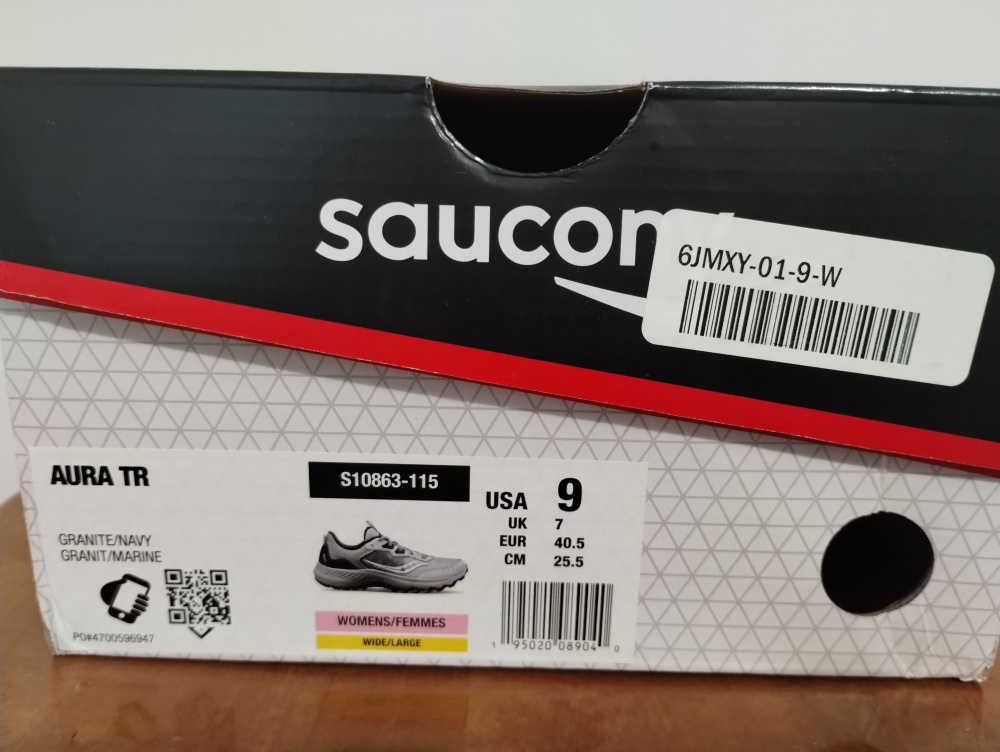 saucony
6JMXY-01-9-W
AURA TR
S10863-115
USA 9
UK 7
EUR 40.5
CM 25.5
GRANITE/NAVY
GRANIT/MARINE
WOMENS/FEMMES
WIDE/LARGE
PO#4700596947
1 95020 08904 0